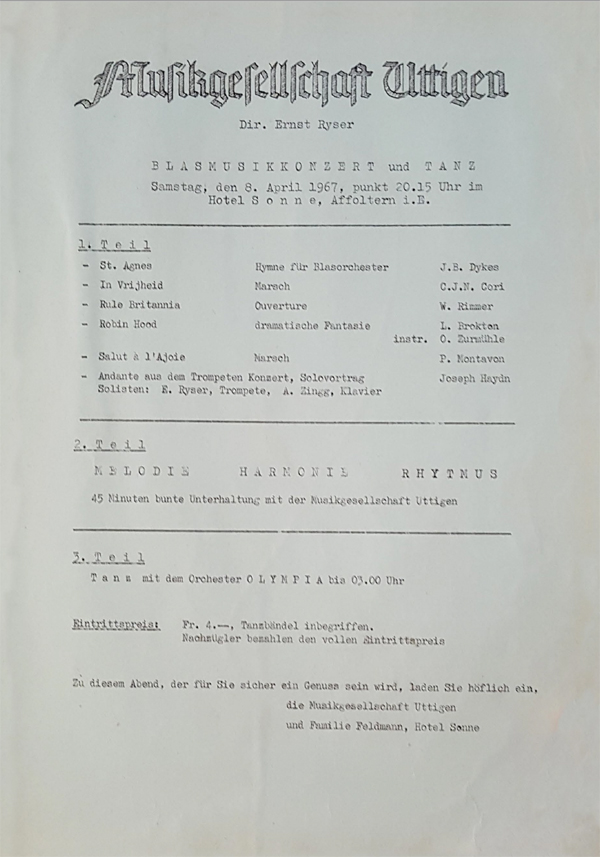 Musikgesellschaft Uttigen
Dir. Ernst Ryser
B L A S M U S I K K O N Z E R T und T A N Z
Samstag, den 8. April 1967, punkt 20.15 Uhr im
Hotel S o n n e, Affoltern i.E.
1. T e i l
- St. Agnes Hymne für Blasorchester J.B. Dykes
- In Vrijheid Marsch C.J.N. Cori
- Rule Britannia Ouverture W. Rimmer
- Robin Hood dramatische Fantasie L. Brokton
instr. O. Zurmühle
- Salut à l'Ajoie Marsch P. Montavon
- Andante aus dem Trompeten Konzert, Solovortrag Joseph Haydn
Solisten: E. Ryser, Trompete, A. Zingg, Klavier
2. T e i l
M E L O D I E H A R M O N I E R H Y T M U S
45 Minuten bunte Unterhaltung mit der Musikgesellschaft Uttigen
3. T e i l
T a n z mit dem Orchester O L Y M P I A bis 03.00 Uhr
Eintrittspreis: Fr. 4.--, Tanzbändel inbegriffen.
Nachzügler bezahlen den vollen Eintrittspreis
Zu diesem Abend, der für Sie sicher ein Genuss sein wird, laden Sie höflich ein,
die Musikgesellschaft Uttigen
und Familie Feldmann, Hotel Sonne